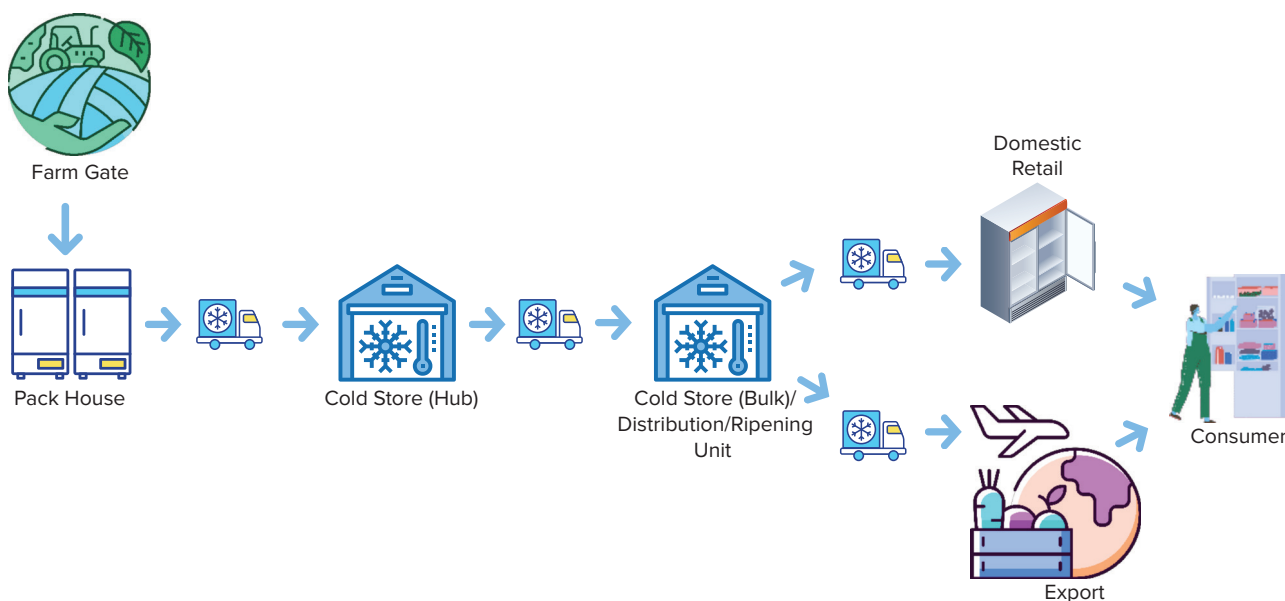 Farm Gate
Pack House
Cold Store (Hub)
Cold Store (Bulk)/
Distribution/Ripening
Unit
Domestic
Retail
Export
Consumer